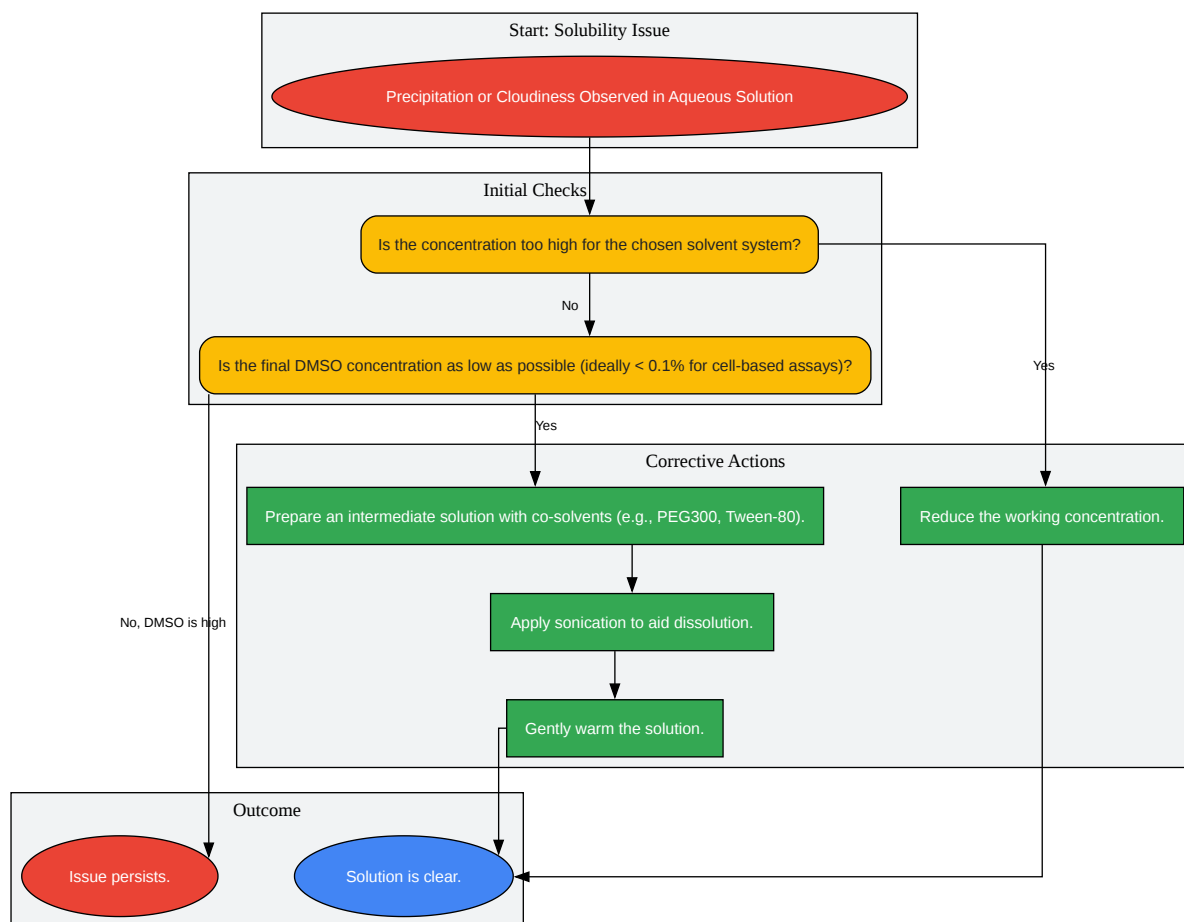 Start: Solubility Issue
Precipitation or Cloudiness Observed in Aqueous Solution
Initial Checks
Is the concentration too high for the chosen solvent system?
No
Is the final DMSO concentration as low as possible (ideally < 0.1% for cell-based assays)?
Yes
Yes
Corrective Actions
Prepare an intermediate solution with co-solvents (e.g., PEG300, Tween-80).
Reduce the working concentration.
Apply sonication to aid dissolution.
No, DMSO is high
Gently warm the solution.
Outcome
Issue persists.
Solution is clear.